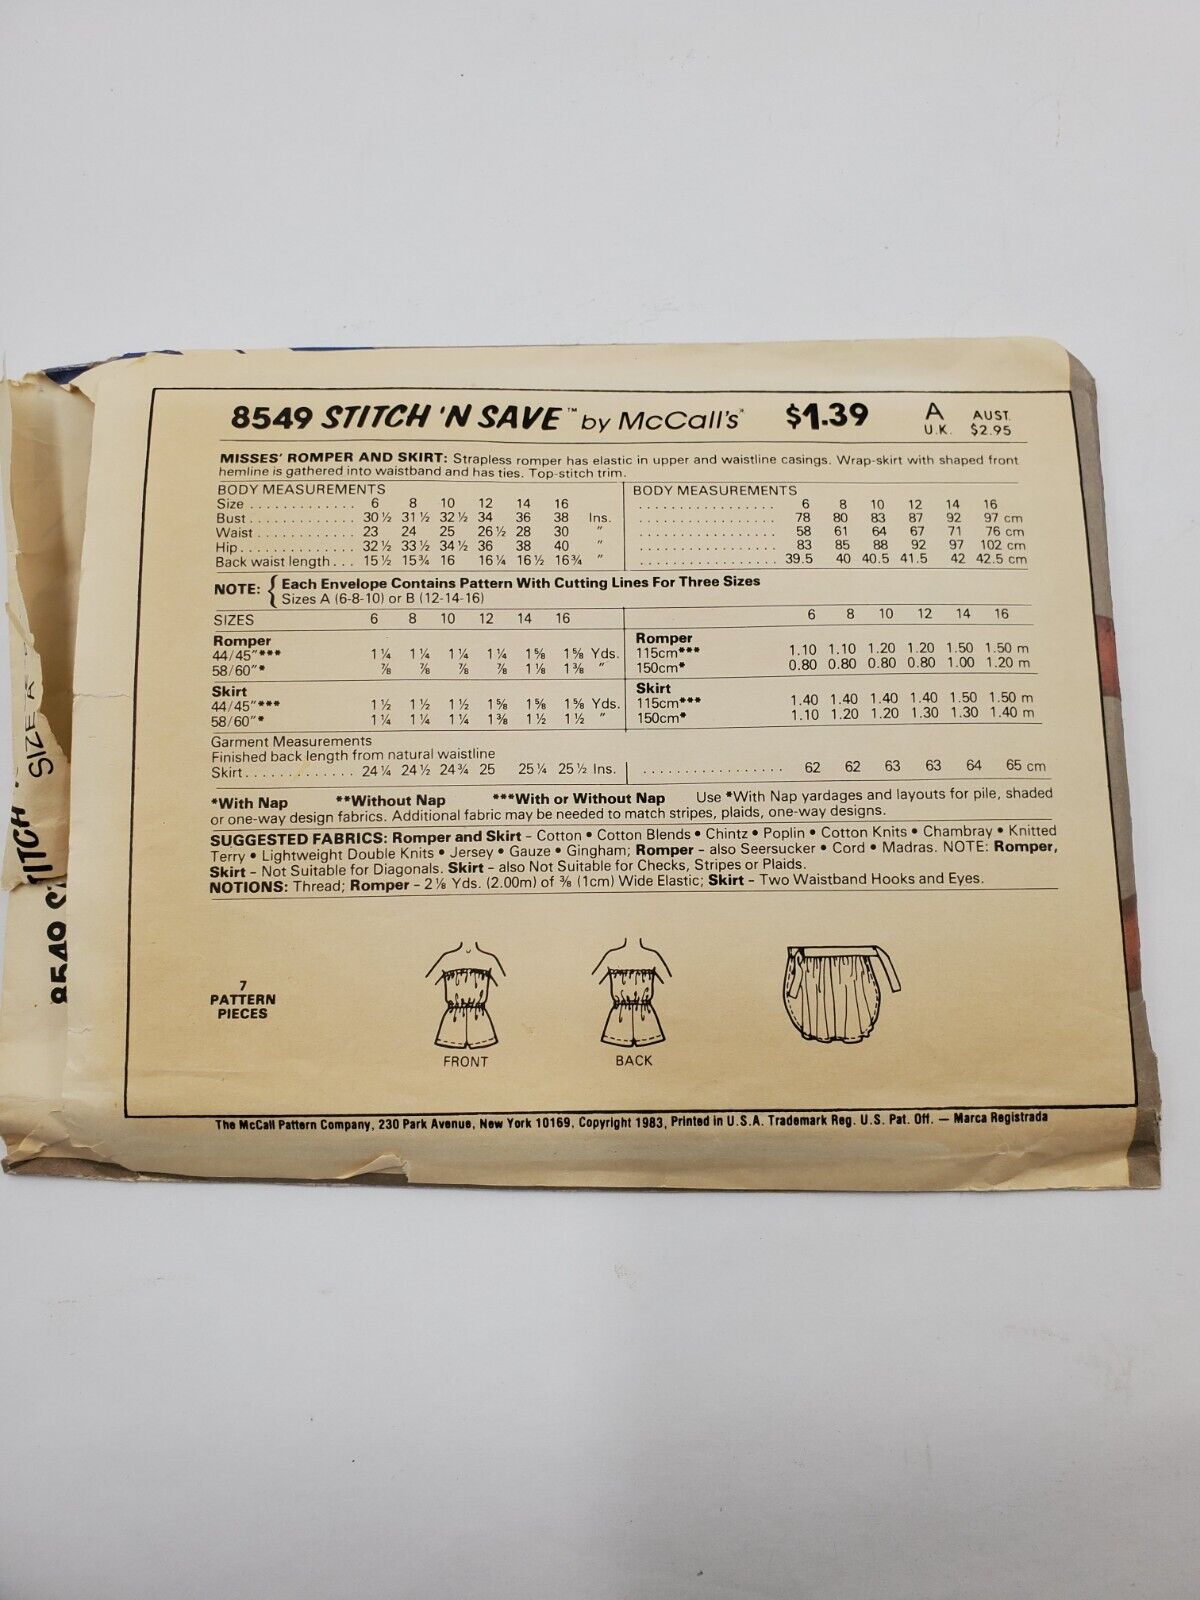 8549 STITCH 'N SAVE™ by McCall's* $1.39 A U.K. AUST. $2.95
MISSES' ROMPER AND SKIRT: Strapless romper has elastic in upper and waistline casings. Wrap-skirt with shaped front
hemline is gathered into waistband and has ties. Top-stitch trim.
BODY MEASUREMENTS BODY MEASUREMENTS
Size . . . . . . . . . . . . . . 6 8 10 12 14 16 . . . . . . . . . . . . . . . . . 6 8 10 12 14 16
Bust . . . . . . . . . . . . . 30½ 31½ 32½ 34 36 38 Ins. . . . . . . . . . . . . . . . . . 78 80 83 87 92 97 cm
Waist . . . . . . . . . . . . 23 24 25 26½ 28 30 " . . . . . . . . . . . . . . . . . 58 61 64 67 71 76 cm
Hip . . . . . . . . . . . . . . 32½ 33½ 34½ 36 38 40 " . . . . . . . . . . . . . . . . . 83 85 88 92 97 102 cm
Back waist length . . . 15½ 15¾ 16 16¼ 16½ 16¾ " . . . . . . . . . . . . . . . . . 39.5 40 40.5 41.5 42 42.5 cm
NOTE: { Each Envelope Contains Pattern With Cutting Lines For Three Sizes
Sizes A (6-8-10) or B (12-14-16)
SIZES 6 8 10 12 14 16 6 8 10 12 14 16
Romper Romper
44/45"*** 1¼ 1¼ 1¼ 1¼ 1⅝ 1⅝ Yds. 115cm*** 1.10 1.10 1.20 1.20 1.50 1.50 m
58/60"* ⅞ ⅞ ⅞ ⅞ 1⅛ 1⅜ " 150cm* 0.80 0.80 0.80 0.80 1.00 1.20 m
Skirt Skirt
44/45"*** 1½ 1½ 1½ 1⅝ 1⅝ 1⅝ Yds. 115cm*** 1.40 1.40 1.40 1.40 1.50 1.50 m
58/60"* 1¼ 1¼ 1¼ 1⅜ 1½ 1½ " 150cm* 1.10 1.20 1.20 1.30 1.30 1.40 m
Garment Measurements
Finished back length from natural waistline
Skirt . . . . . . . . . . . . . 24¼ 24½ 24¾ 25 25¼ 25½ Ins. . . . . . . . . . . . . . . . . . 62 62 63 63 64 65 cm
*With Nap **Without Nap ***With or Without Nap Use *With Nap yardages and layouts for pile, shaded
or one-way design fabrics. Additional fabric may be needed to match stripes, plaids, one-way designs.
SUGGESTED FABRICS: Romper and Skirt – Cotton • Cotton Blends • Chintz • Poplin • Cotton Knits • Chambray • Knitted
Terry • Lightweight Double Knits • Jersey • Gauze • Gingham; Romper – also Seersucker • Cord • Madras. NOTE: Romper,
Skirt – Not Suitable for Diagonals. Skirt – also Not Suitable for Checks, Stripes or Plaids.
NOTIONS: Thread; Romper – 2⅛ Yds. (2.00m) of ⅜ (1cm) Wide Elastic; Skirt – Two Waistband Hooks and Eyes.
7
PATTERN
PIECES
FRONT
BACK
The McCall Pattern Company, 230 Park Avenue, New York 10169, Copyright 1983, Printed in U.S.A. Trademark Reg. U.S. Pat. Off. — Marca Registrada
8549
SIZE A